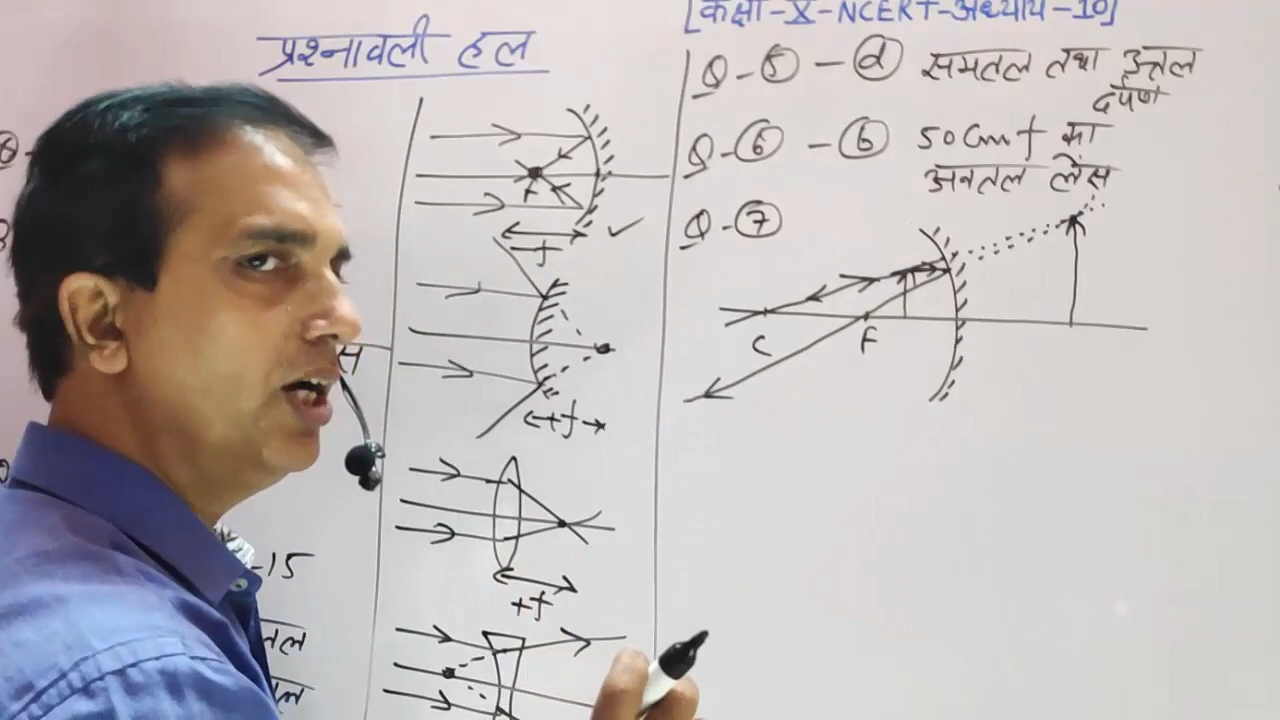 [कक्षा-X-NCERT-अध्याय-10]
प्रश्नावली हल
-15
F
f
+f
+f
Q-5-d समतल तथा उत्तल
दर्पण
Q-6-b 50cm f का
अवतल लेंस
Q-7
C F